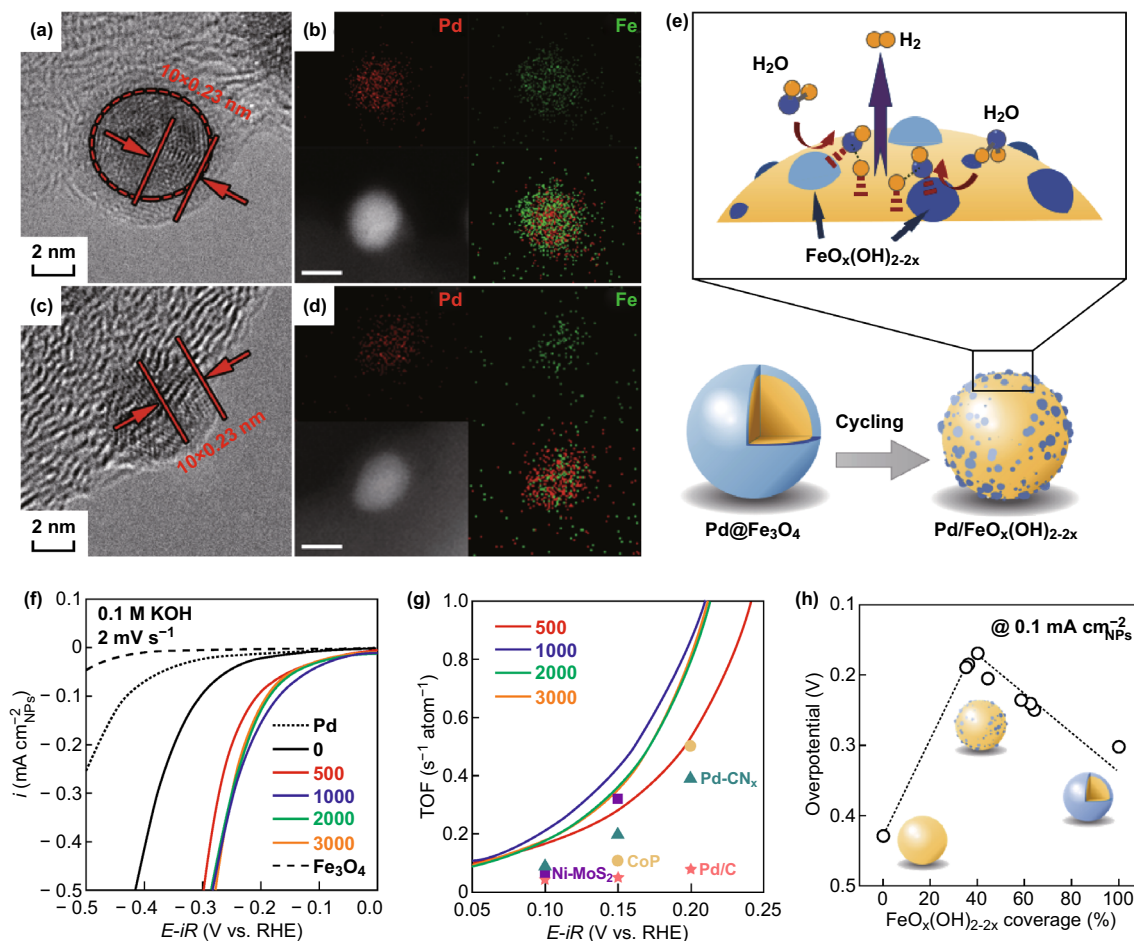 (a)
10×0.23 nm
2 nm
(b)
Pd
Fe
(c)
10×0.23 nm
2 nm
(d)
Pd
Fe
(e)
H2
H2O
H2O
FeOx(OH)2-2x
Cycling
Pd@Fe3O4
Pd/FeOx(OH)2-2x
(f)
0.1 M KOH
2 mV s−1
Pd
0
500
1000
2000
3000
Fe3O4
0.1
0
− 0.1
− 0.2
− 0.3
− 0.4
− 0.5
− 0.5
− 0.4
− 0.3
− 0.2
− 0.1
0.0
i (mA cm−2NPs)
E-iR (V vs. RHE)
(g)
500
1000
2000
3000
Pd-CNx
CoP
Ni-MoS2
Pd/C
1.0
0.8
0.6
0.4
0.2
0
0.05
0.10
0.15
0.20
0.25
TOF (s−1 atom−1)
E-iR (V vs. RHE)
(h)
@ 0.1 mA cm−2NPs
0.1
0.2
0.3
0.4
0.5
0
20
40
60
80
100
Overpotential (V)
FeOx(OH)2-2x coverage (%)